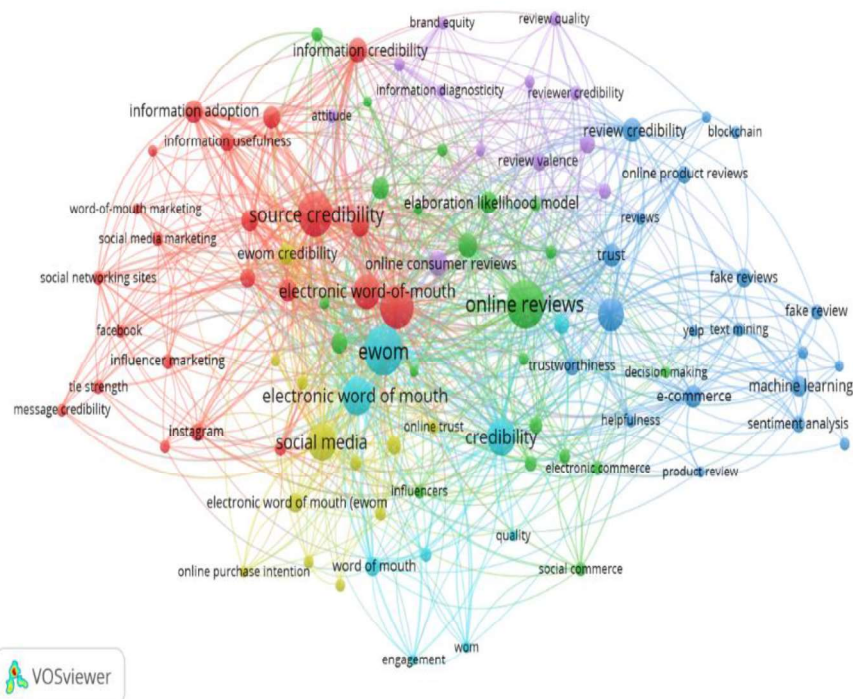 brand equity
review quality
information credibility
information diagnosticity
reviewer credibility
information adoption
attitude
review credibility
blockchain
information usefulness
review valence
online product reviews
word-of-mouth marketing
source credibility
elaboration likelihood model
reviews
social media marketing
ewom credibility
online consumer reviews
trust
social networking sites
electronic word-of-mouth
fake reviews
online reviews
fake review
facebook
yelp
text mining
influencer marketing
ewom
trustworthiness
decision making
tie strength
electronic word of mouth
e-commerce
machine learning
message credibility
instagram
social media
online trust
credibility
helpfulness
sentiment analysis
electronic commerce
product review
influencers
electronic word of mouth (ewom
quality
online purchase intention
word of mouth
social commerce
wom
engagement
VOSviewer